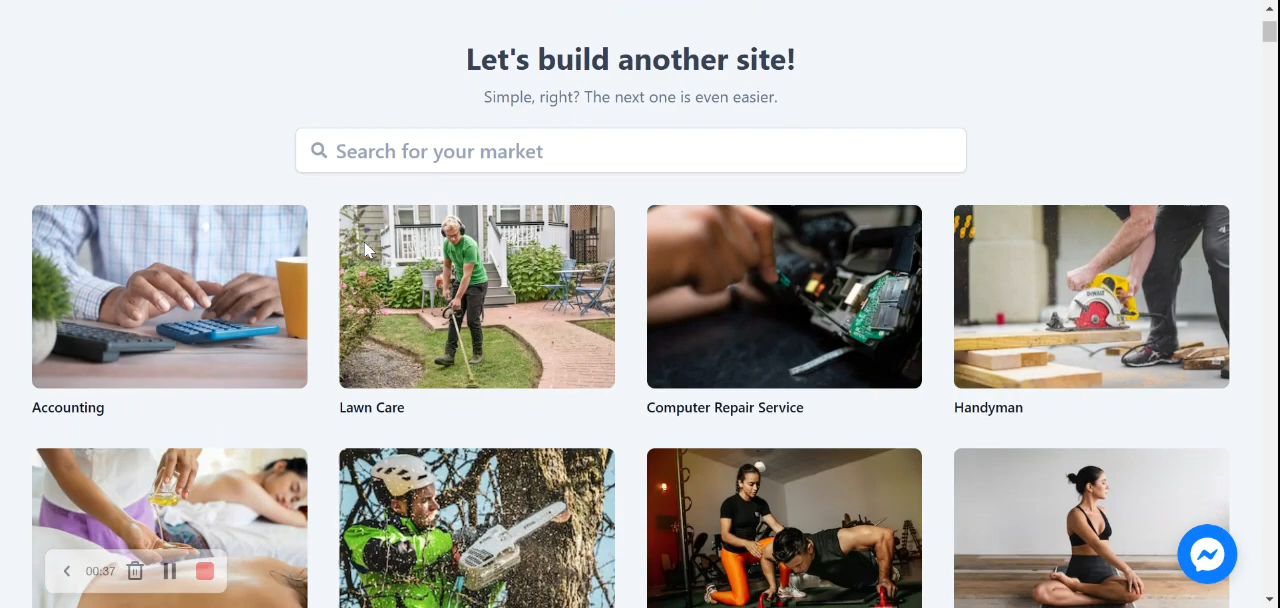 Let's build another site!
Simple, right? The next one is even easier.
Search for your market
DEWALT
Accounting
Lawn Care
Computer Repair Service
Handyman
00:37